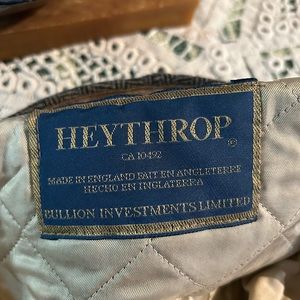 HEYTHROP®
CA 10492
MADE IN ENGLAND FAIT EN ANGLETERRE
HECHO EN INGLATERRA
BULLION INVESTMENTS LIMITED